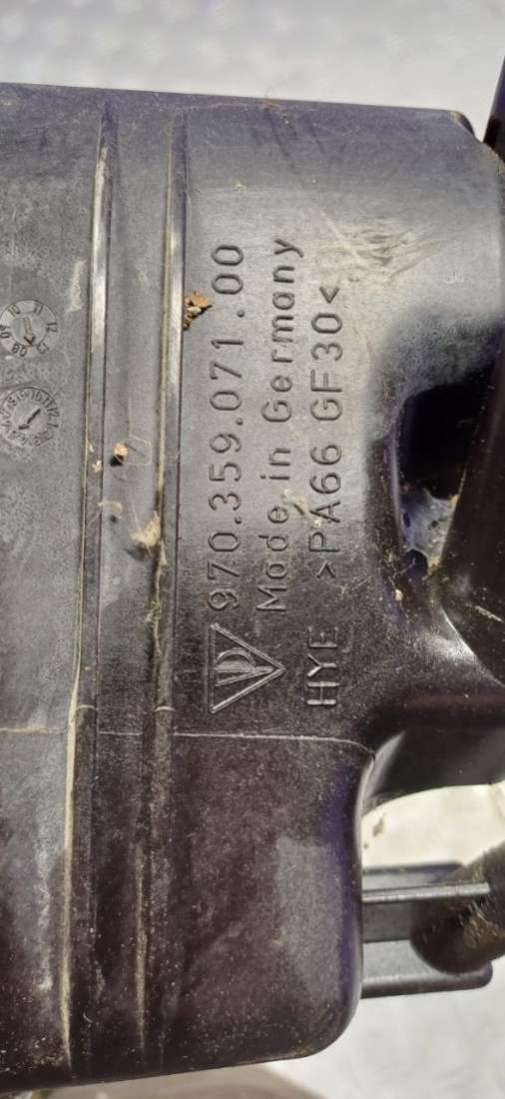 970.359.071.00
Made in Germany
HYE >PA66 GF30<